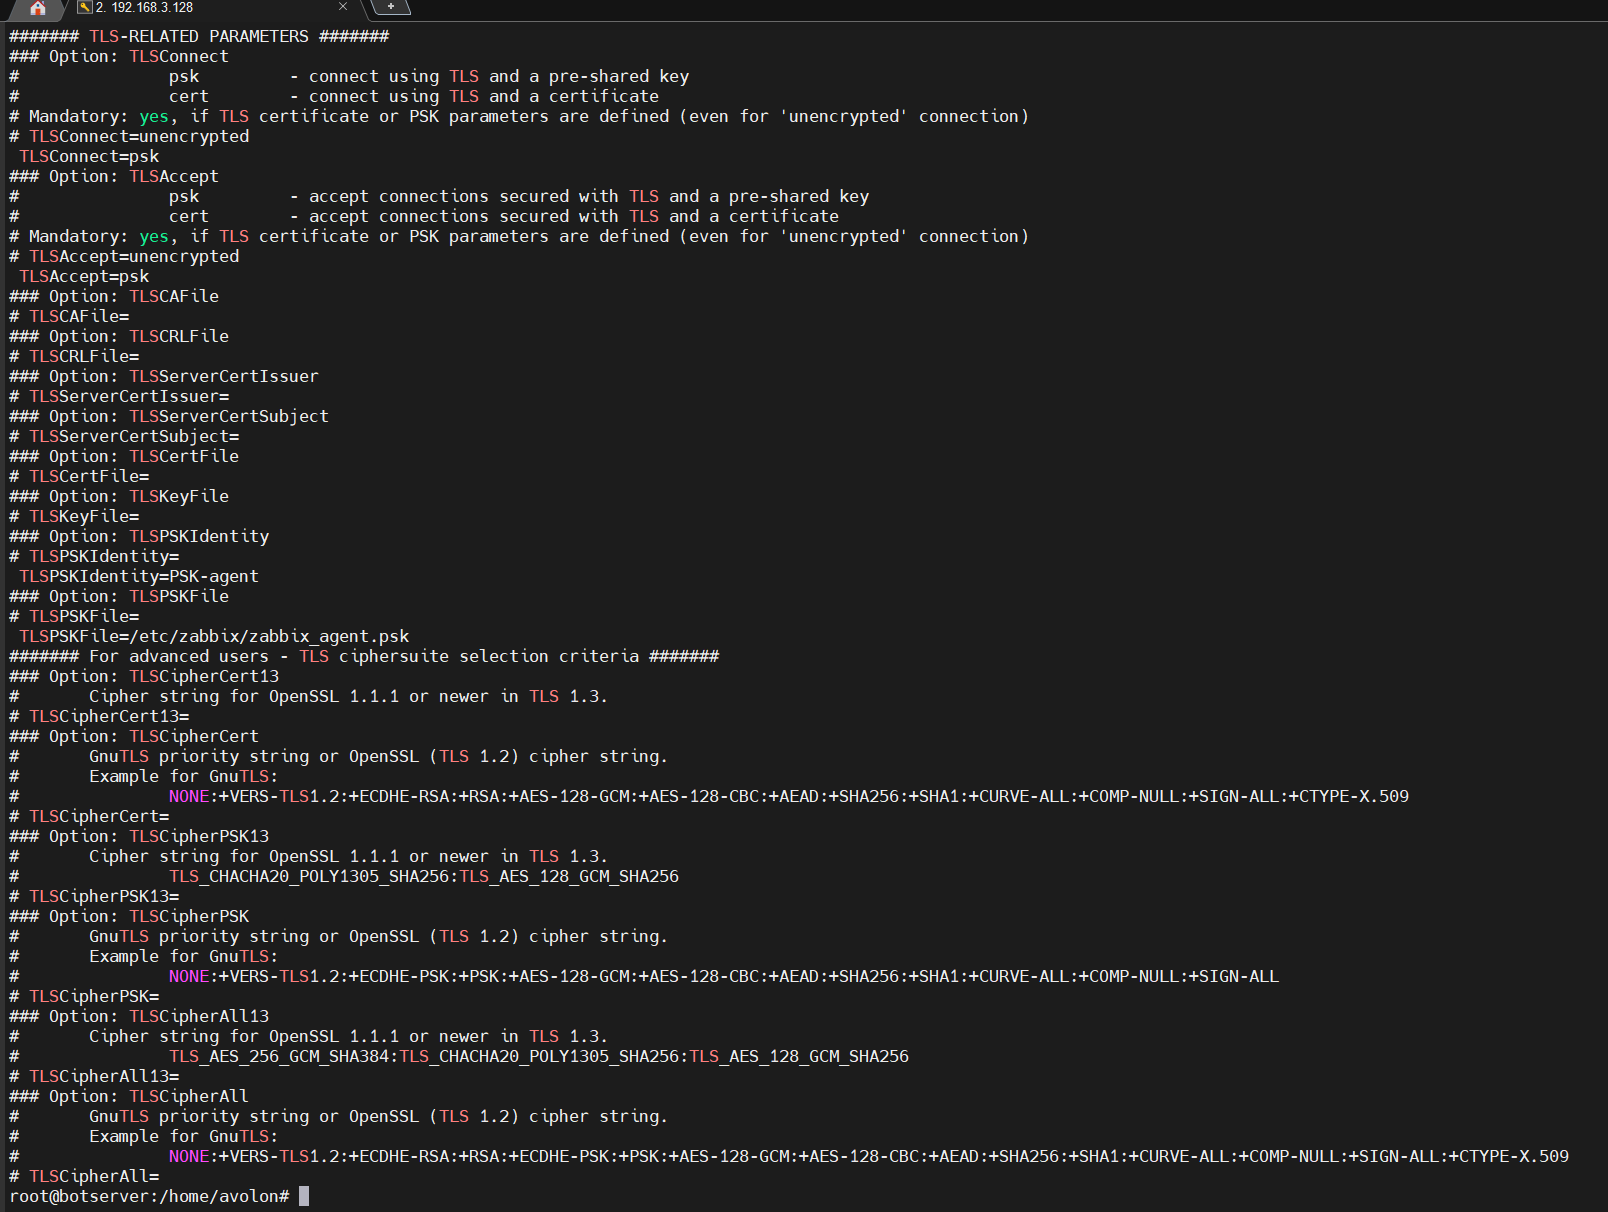 2. 192.168.3.128
####### TLS-RELATED PARAMETERS #######
### Option: TLSConnect
#               psk         - connect using TLS and a pre-shared key
#               cert        - connect using TLS and a certificate
# Mandatory: yes, if TLS certificate or PSK parameters are defined (even for 'unencrypted' connection)
# TLSConnect=unencrypted
 TLSConnect=psk
### Option: TLSAccept
#               psk         - accept connections secured with TLS and a pre-shared key
#               cert        - accept connections secured with TLS and a certificate
# Mandatory: yes, if TLS certificate or PSK parameters are defined (even for 'unencrypted' connection)
# TLSAccept=unencrypted
 TLSAccept=psk
### Option: TLSCAFile
# TLSCAFile=
### Option: TLSCRLFile
# TLSCRLFile=
### Option: TLSServerCertIssuer
# TLSServerCertIssuer=
### Option: TLSServerCertSubject
# TLSServerCertSubject=
### Option: TLSCertFile
# TLSCertFile=
### Option: TLSKeyFile
# TLSKeyFile=
### Option: TLSPSKIdentity
# TLSPSKIdentity=
 TLSPSKIdentity=PSK-agent
### Option: TLSPSKFile
# TLSPSKFile=
 TLSPSKFile=/etc/zabbix/zabbix_agent.psk
####### For advanced users - TLS ciphersuite selection criteria #######
### Option: TLSCipherCert13
#       Cipher string for OpenSSL 1.1.1 or newer in TLS 1.3.
# TLSCipherCert13=
### Option: TLSCipherCert
#       GnuTLS priority string or OpenSSL (TLS 1.2) cipher string.
#       Example for GnuTLS:
#               NONE:+VERS-TLS1.2:+ECDHE-RSA:+RSA:+AES-128-GCM:+AES-128-CBC:+AEAD:+SHA256:+SHA1:+CURVE-ALL:+COMP-NULL:+SIGN-ALL:+CTYPE-X.509
# TLSCipherCert=
### Option: TLSCipherPSK13
#       Cipher string for OpenSSL 1.1.1 or newer in TLS 1.3.
#               TLS_CHACHA20_POLY1305_SHA256:TLS_AES_128_GCM_SHA256
# TLSCipherPSK13=
### Option: TLSCipherPSK
#       GnuTLS priority string or OpenSSL (TLS 1.2) cipher string.
#       Example for GnuTLS:
#               NONE:+VERS-TLS1.2:+ECDHE-PSK:+PSK:+AES-128-GCM:+AES-128-CBC:+AEAD:+SHA256:+SHA1:+CURVE-ALL:+COMP-NULL:+SIGN-ALL
# TLSCipherPSK=
### Option: TLSCipherAll13
#       Cipher string for OpenSSL 1.1.1 or newer in TLS 1.3.
#               TLS_AES_256_GCM_SHA384:TLS_CHACHA20_POLY1305_SHA256:TLS_AES_128_GCM_SHA256
# TLSCipherAll13=
### Option: TLSCipherAll
#       GnuTLS priority string or OpenSSL (TLS 1.2) cipher string.
#       Example for GnuTLS:
#               NONE:+VERS-TLS1.2:+ECDHE-RSA:+RSA:+ECDHE-PSK:+PSK:+AES-128-GCM:+AES-128-CBC:+AEAD:+SHA256:+SHA1:+CURVE-ALL:+COMP-NULL:+SIGN-ALL:+CTYPE-X.509
# TLSCipherAll=
root@botserver:/home/avolon#